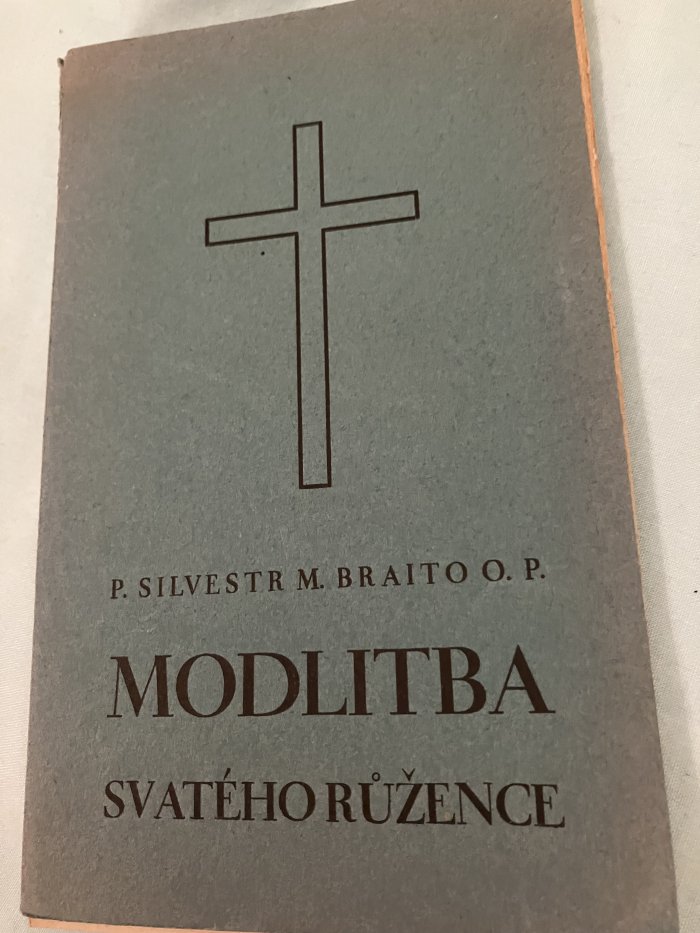 P. SILVESTR M. BRAITO O. P.
MODLITBA
SVATÉHO RŮŽENCE